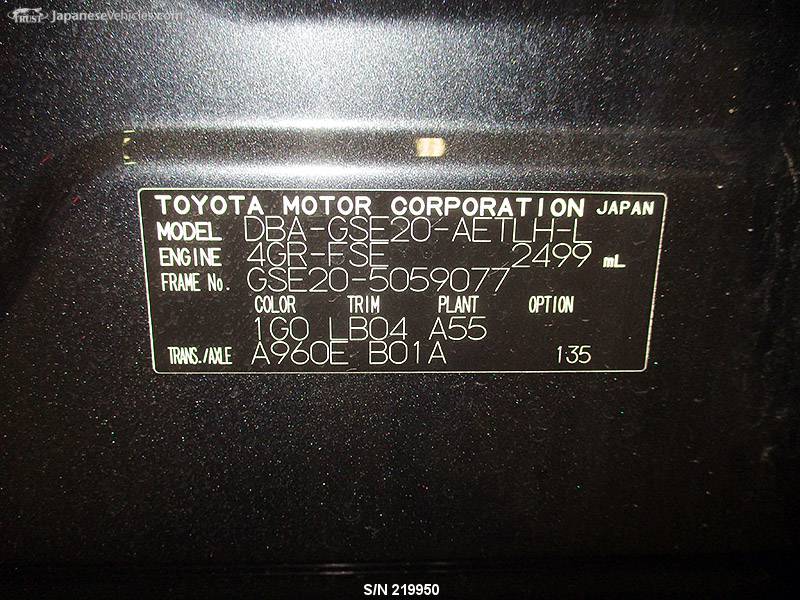 TRUST JapaneseVehicles.com
TOYOTA MOTOR CORPORATION JAPAN
MODEL DBA-GSE20-AETLH-L
ENGINE 4GR-FSE 2499 mL
FRAME No. GSE20-5059077
COLOR TRIM PLANT OPTION
1G0 LB04 A55
TRANS./AXLE A960E B01A 135
S/N 219950